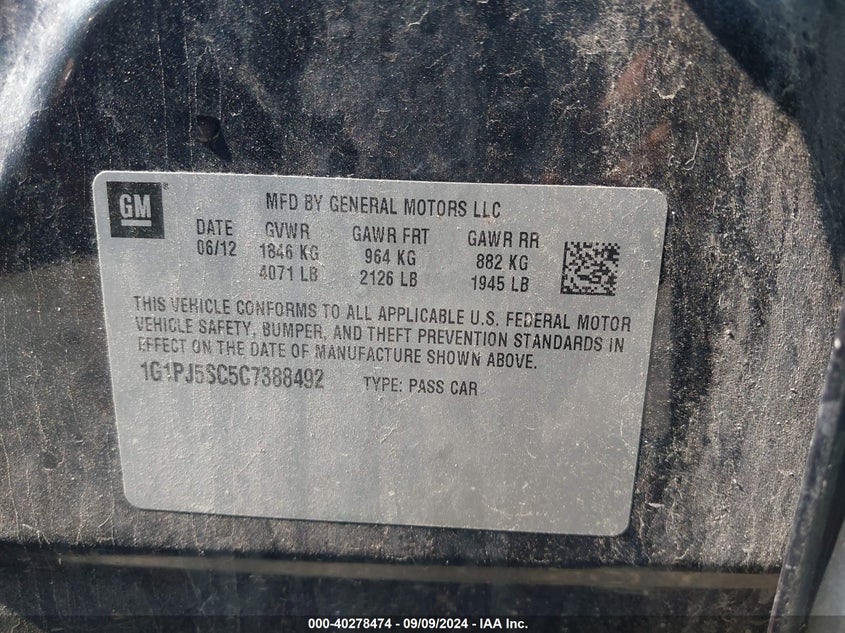 GM®
MFD BY GENERAL MOTORS LLC
DATE GVWR GAWR FRT GAWR RR
06/12 1846 KG 964 KG 882 KG
4071 LB 2126 LB 1945 LB
THIS VEHICLE CONFORMS TO ALL APPLICABLE U.S. FEDERAL MOTOR
VEHICLE SAFETY, BUMPER, AND THEFT PREVENTION STANDARDS IN
EFFECT ON THE DATE OF MANUFACTURE SHOWN ABOVE.
1G1PJ5SC5C7388492 TYPE: PASS CAR
000-40278474 - 09/09/2024 - IAA Inc.